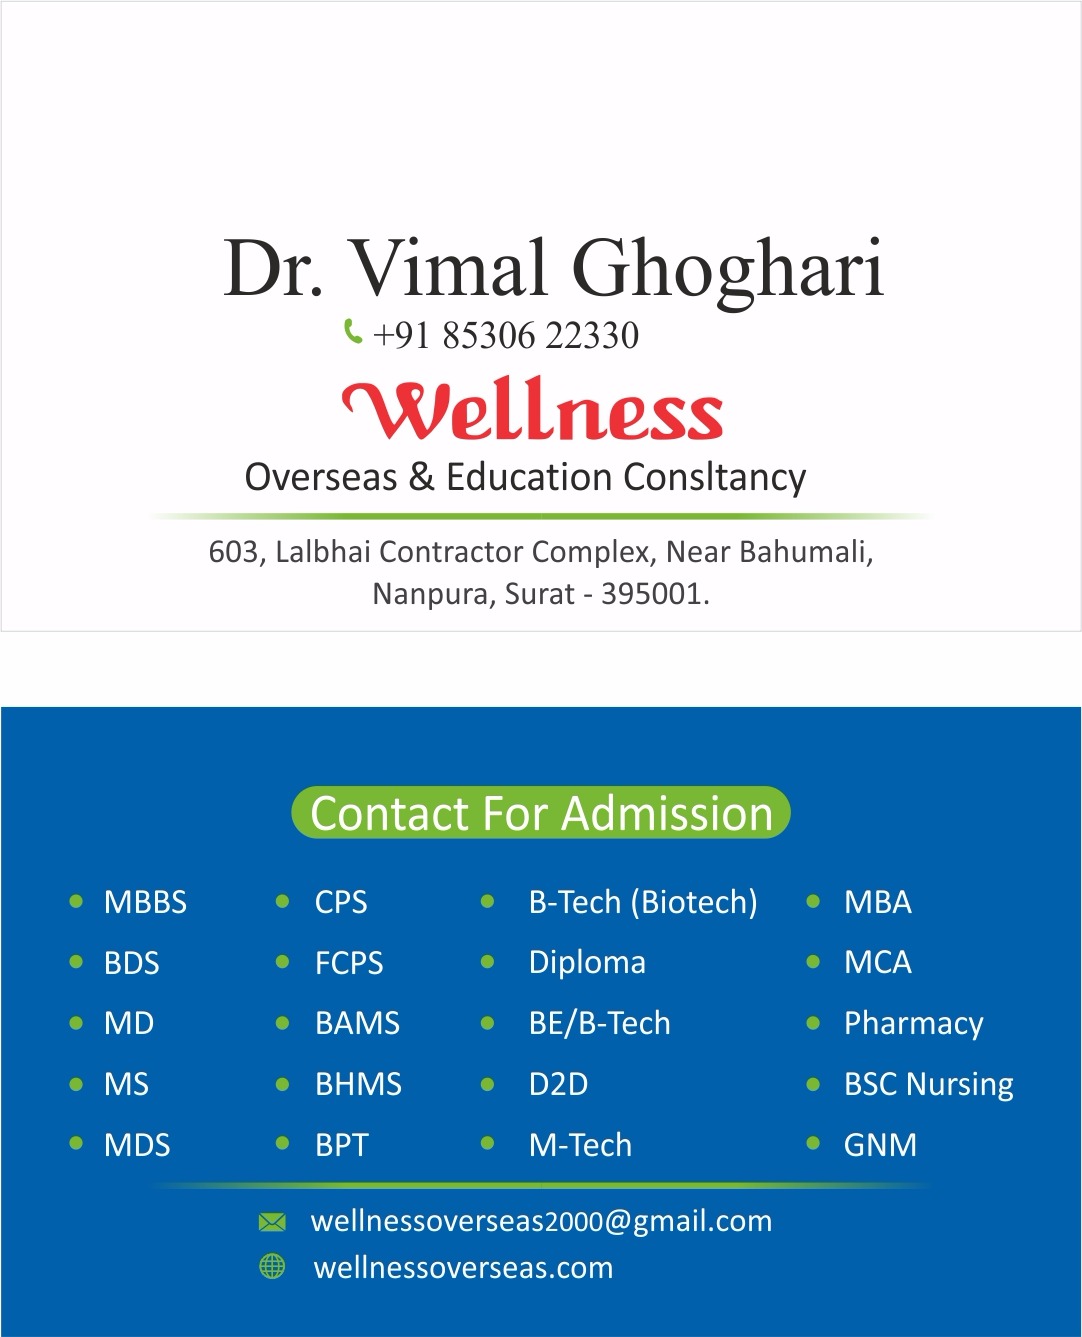 Dr. Vimal Ghoghari
+91 85306 22330
Wellness
Overseas & Education Consltancy
603, Lalbhai Contractor Complex, Near Bahumali,
Nanpura, Surat - 395001.
Contact For Admission
MBBS CPS B-Tech (Biotech) MBA
BDS FCPS Diploma MCA
MD BAMS BE/B-Tech Pharmacy
MS BHMS D2D BSC Nursing
MDS BPT M-Tech GNM
wellnessoverseas2000@gmail.com
wellnessoverseas.com